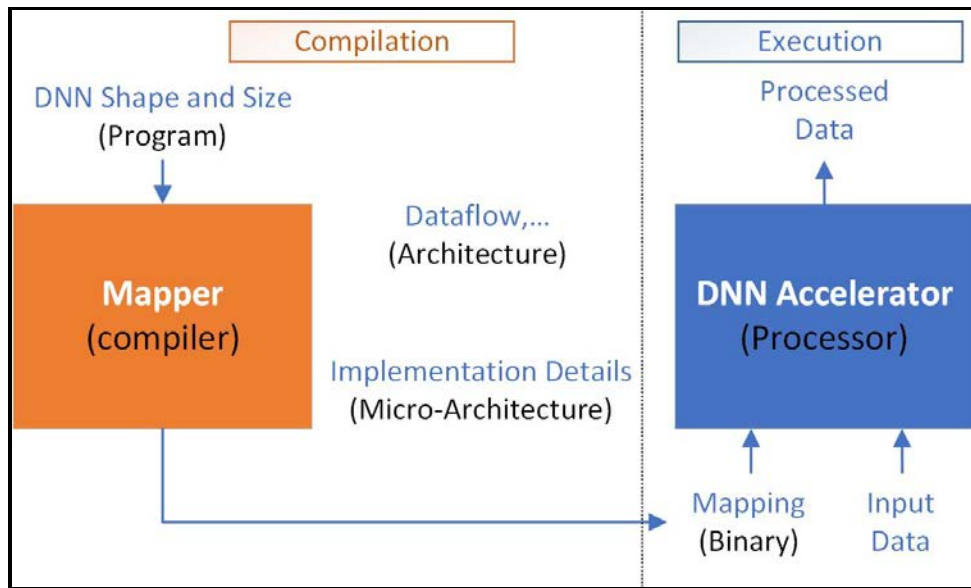 Compilation
DNN Shape and Size
(Program)
Mapper
(compiler)
Dataflow,...
(Architecture)
Implementation Details
(Micro-Architecture)
Execution
Processed
Data
DNN Accelerator
(Processor)
Mapping
(Binary)
Input
Data